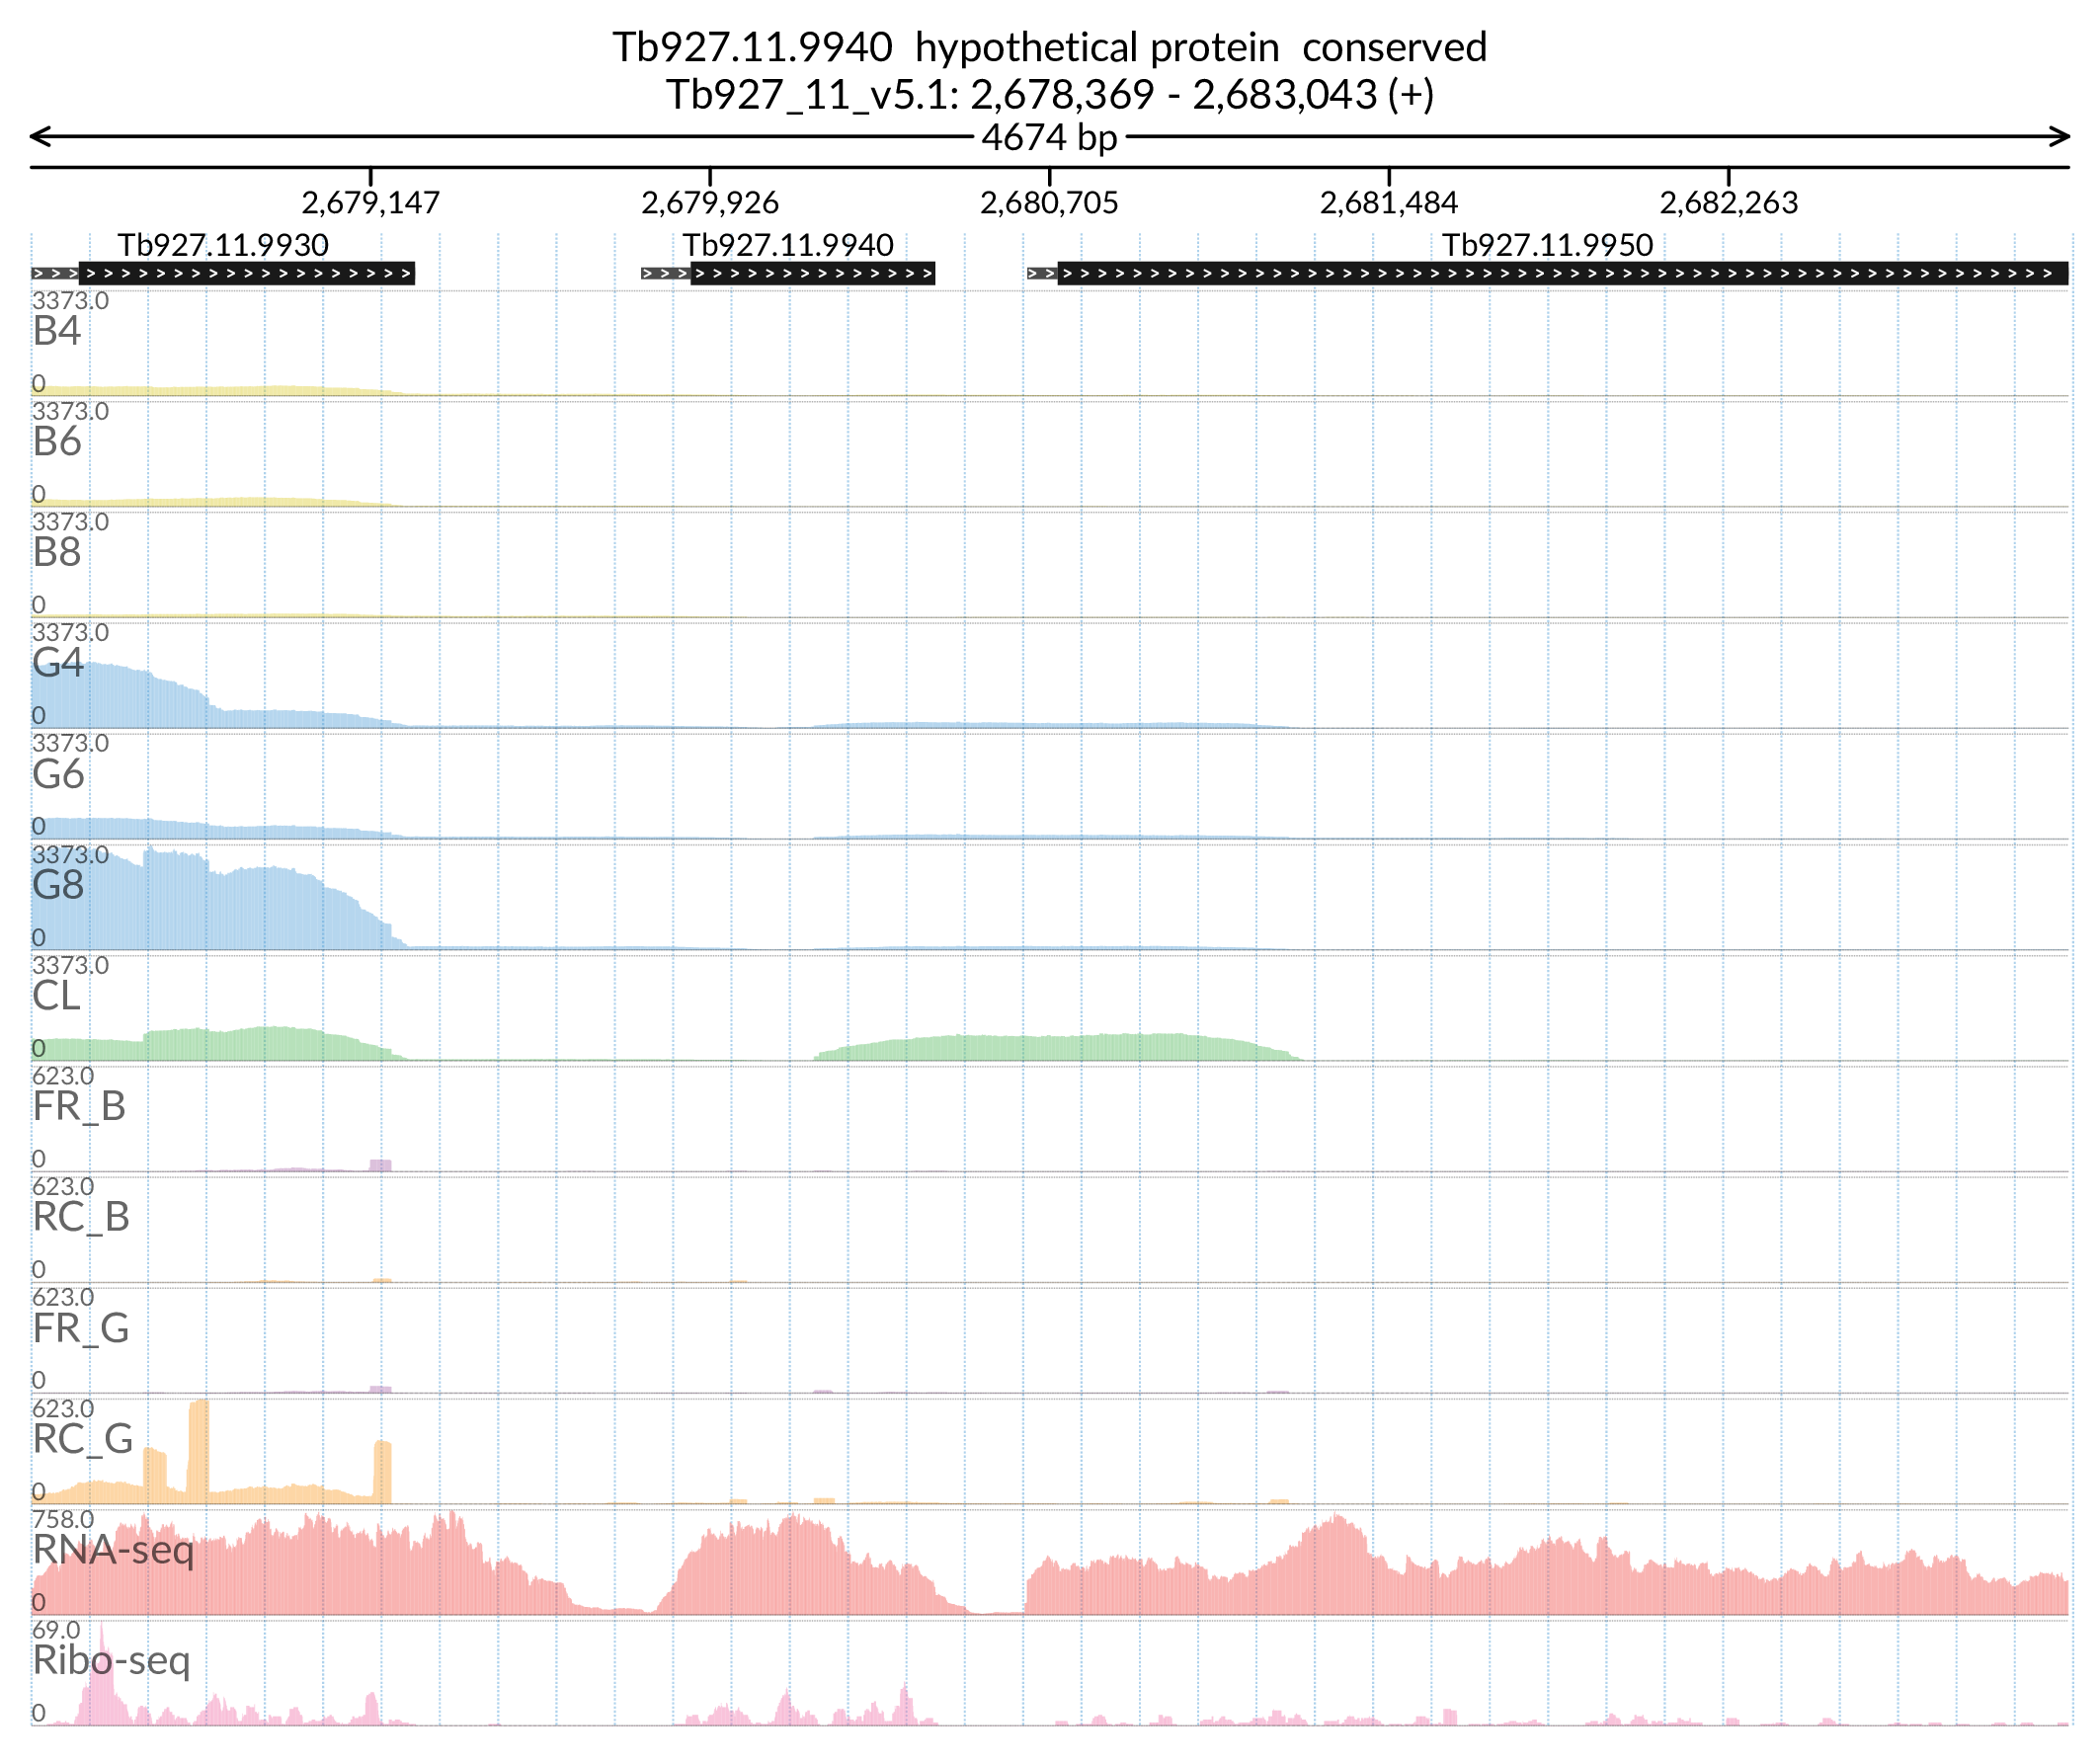 Tb927.11.9940  hypothetical protein  conserved
Tb927_11_v5.1: 2,678,369 - 2,683,043 (+)
4674 bp
2,679,147 2,679,926 2,680,705 2,681,484 2,682,263
Tb927.11.9930 Tb927.11.9940 Tb927.11.9950
3373.0
B4
0
3373.0
B6
0
3373.0
B8
0
3373.0
G4
0
3373.0
G6
0
3373.0
G8
0
3373.0
CL
0
623.0
FR_B
0
623.0
RC_B
0
623.0
FR_G
0
623.0
RC_G
0
758.0
RNA-seq
0
69.0
Ribo-seq
0